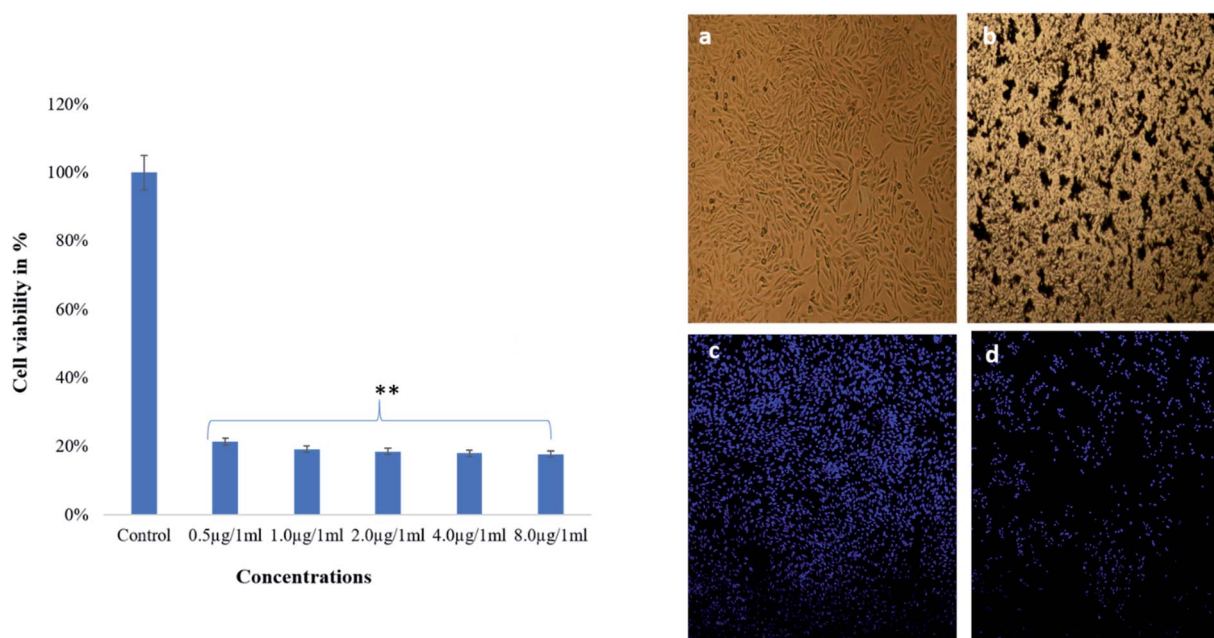 120%
100%
80%
60%
40%
20%
0%
Cell viability in %
**
Control 0.5µg/1ml 1.0µg/1ml 2.0µg/1ml 4.0µg/1ml 8.0µg/1ml
Concentrations
a
b
c
d